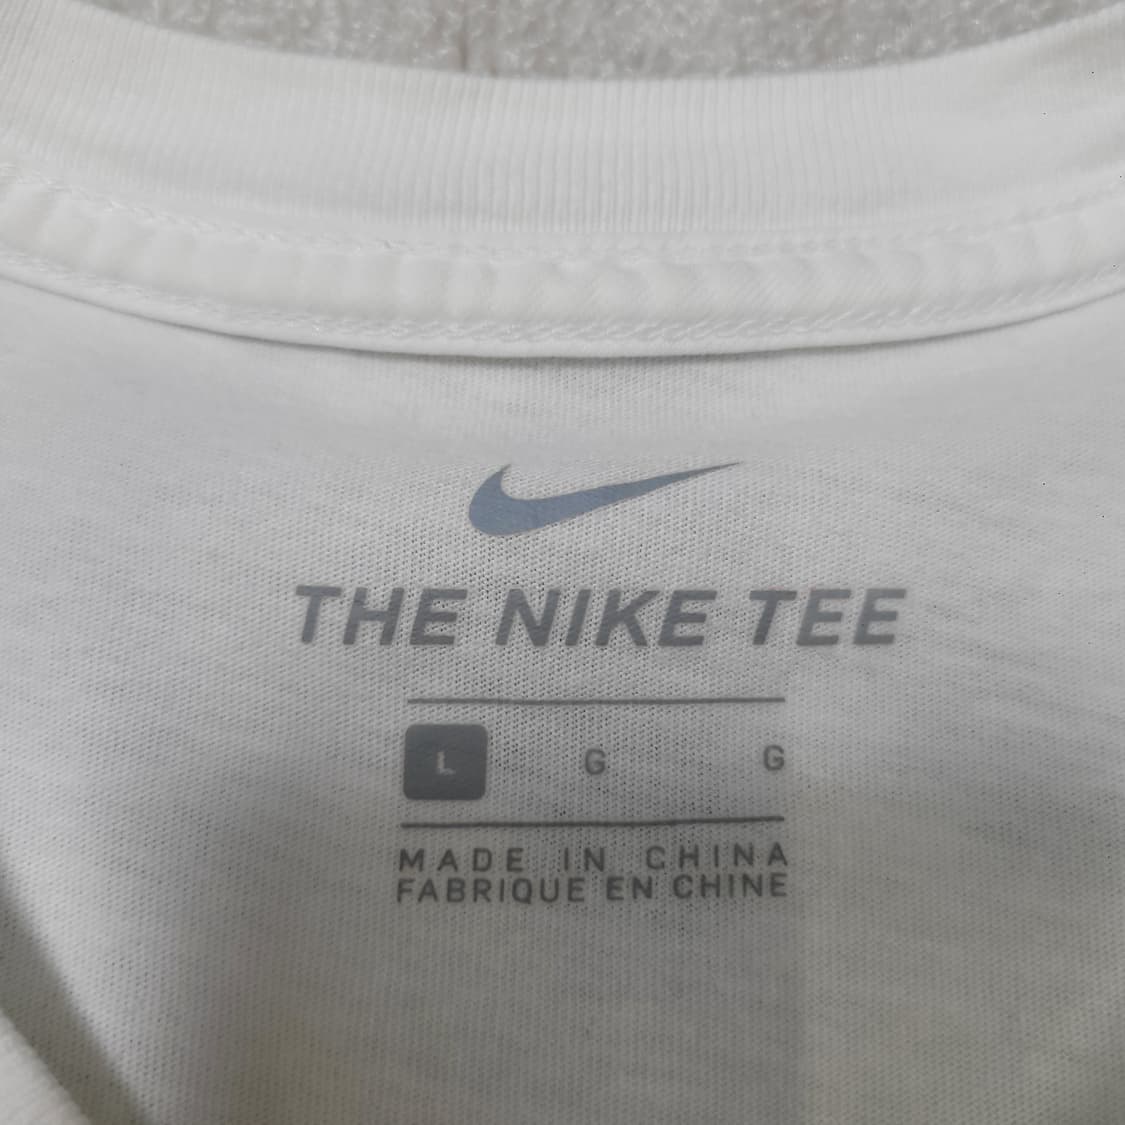 THE NIKE TEE
L G G
MADE IN CHINA
FABRIQUE EN CHINE